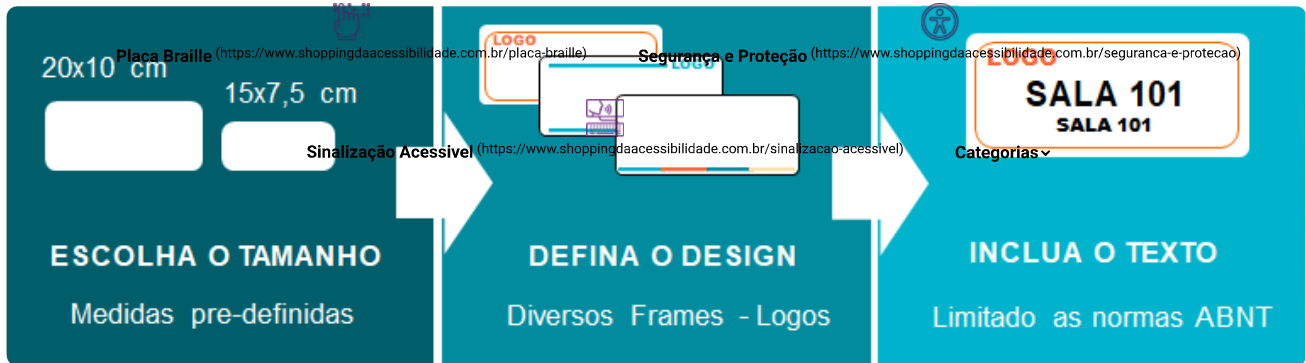 LOGO
Placa Braille (https://www.shoppingdaacessibilidade.com.br/placa-braille)
Segurança e Proteção (https://www.shoppingdaacessibilidade.com.br/seguranca-e-protecao)
LOGO
LOGO
20x10 cm
15x7,5 cm
SALA 101
SALA 101
Sinalização Acessivel (https://www.shoppingdaacessibilidade.com.br/sinalizacao-acessivel)
Categorias
ESCOLHA O TAMANHO
Medidas pre-definidas
DEFINA O DESIGN
Diversos Frames - Logos
INCLUA O TEXTO
Limitado as normas ABNT